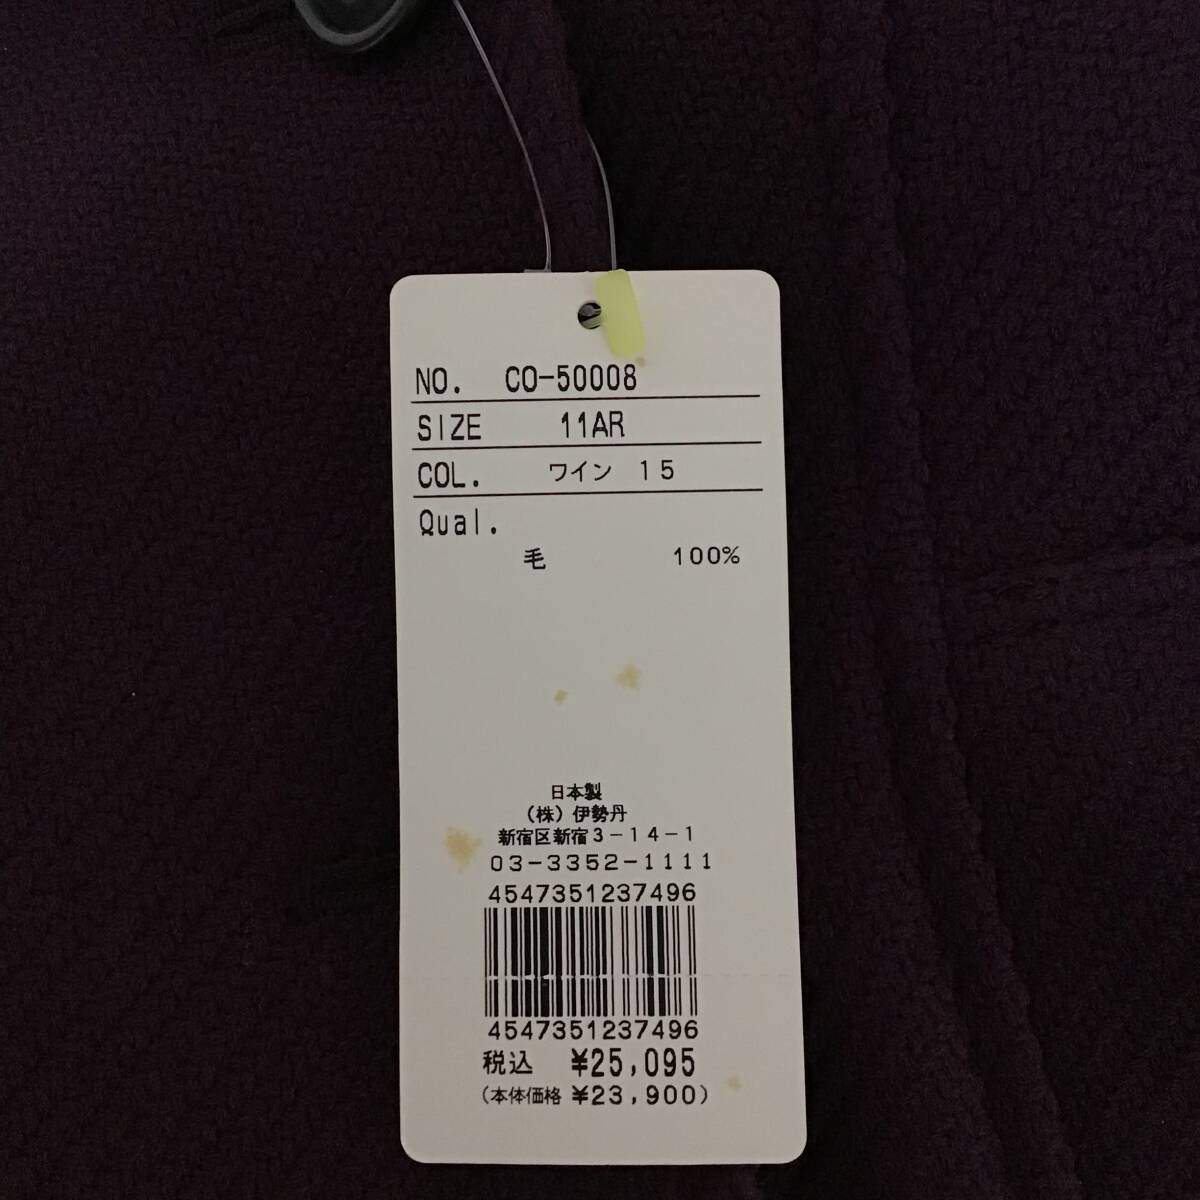 NO. CO-50008
SIZE 11AR
COL. ワイン 15
Qual.
毛 100%
日本製
(株)伊勢丹
新宿区新宿3-14-1
03-3352-1111
4547351237496
4547351237496
税込 ¥25,095
(本体価格 ¥23,900)